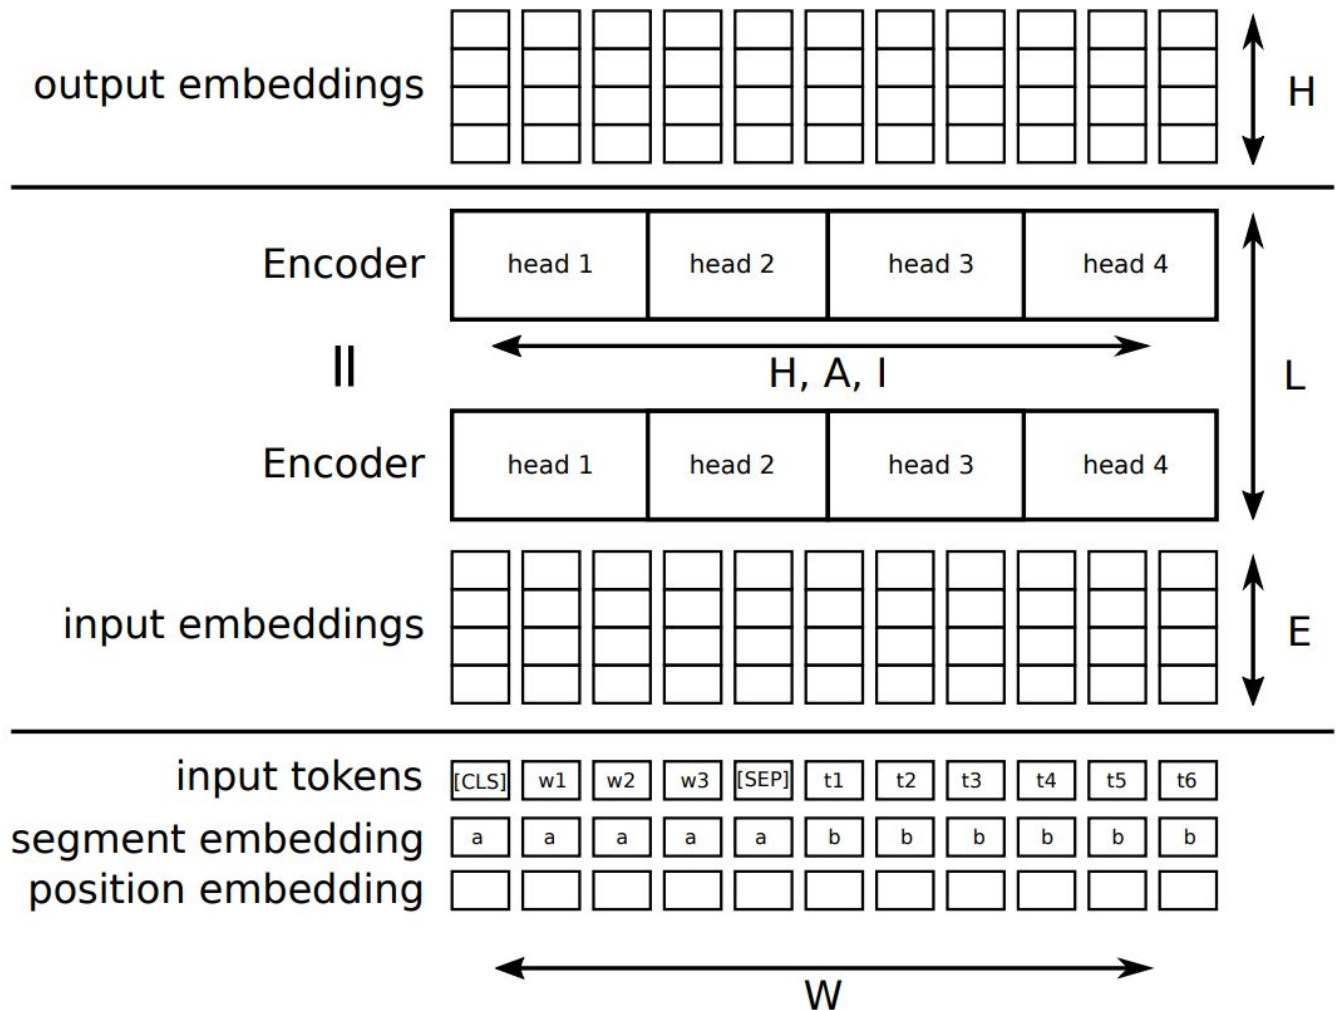 output embeddings H
Encoder head 1 head 2 head 3 head 4
H, A, I
L
Encoder head 1 head 2 head 3 head 4
input embeddings E
input tokens [CLS] w1 w2 w3 [SEP] t1 t2 t3 t4 t5 t6
segment embedding a a a a a b b b b b b
position embedding
W